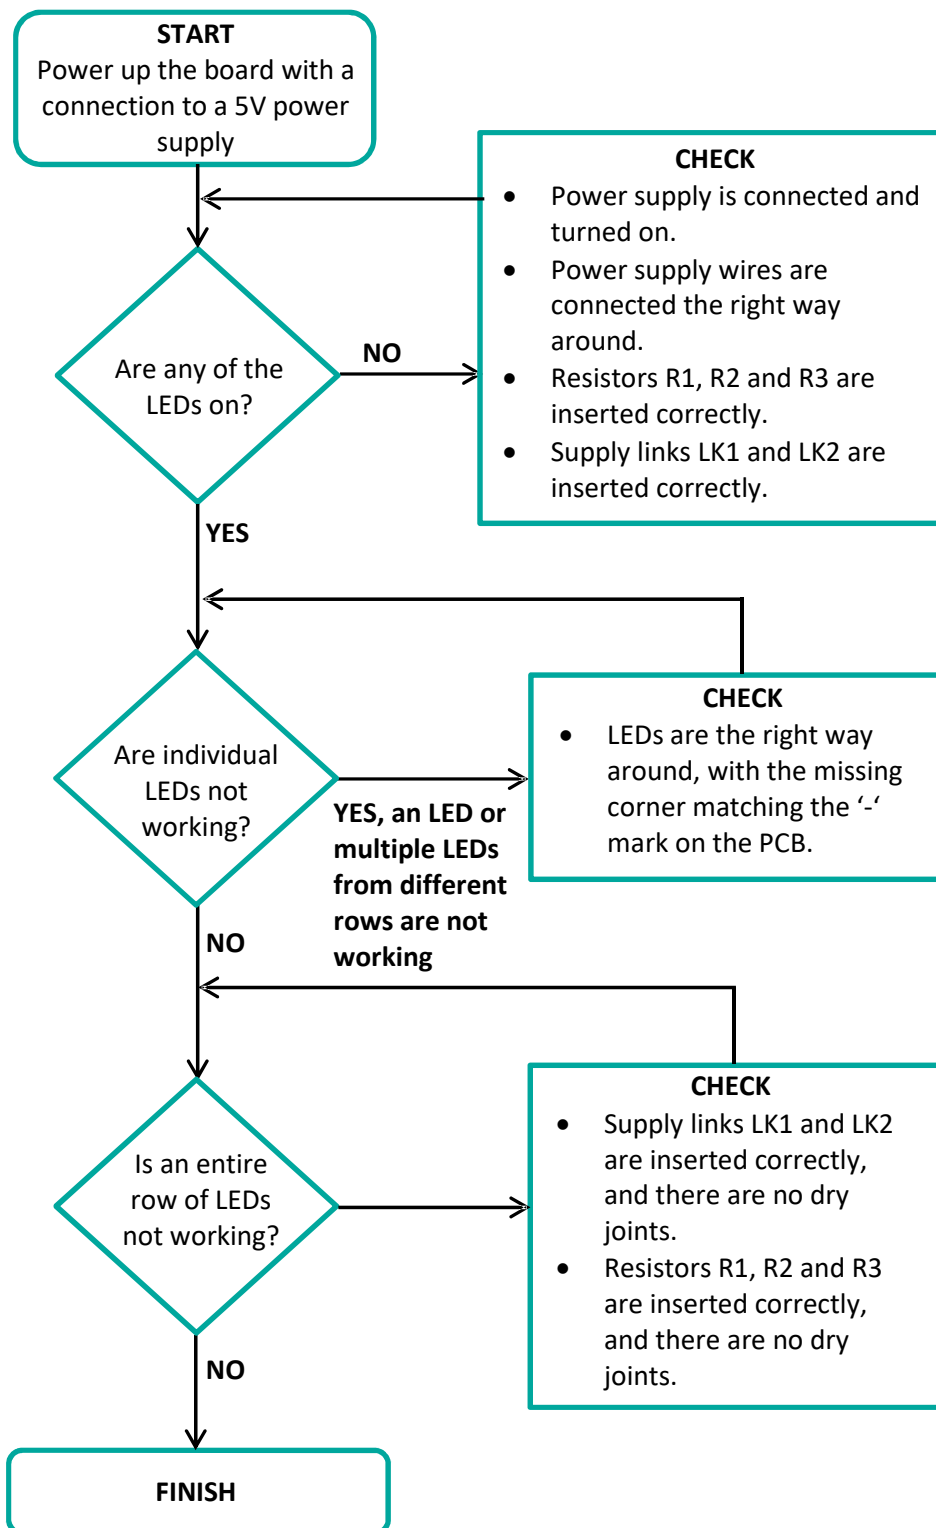 START
Power up the board with a
connection to a 5V power
supply
CHECK
• Power supply is connected and
turned on.
• Power supply wires are
connected the right way
around.
• Resistors R1, R2 and R3 are
inserted correctly.
• Supply links LK1 and LK2 are
inserted correctly.
Are any of the
LEDs on?
NO
YES
CHECK
• LEDs are the right way
around, with the missing
corner matching the ‘-‘
mark on the PCB.
Are individual
LEDs not
working?
YES, an LED or
multiple LEDs
from different
rows are not
working
NO
CHECK
• Supply links LK1 and LK2
are inserted correctly,
and there are no dry
joints.
• Resistors R1, R2 and R3
are inserted correctly,
and there are no dry
joints.
Is an entire
row of LEDs
not working?
NO
FINISH